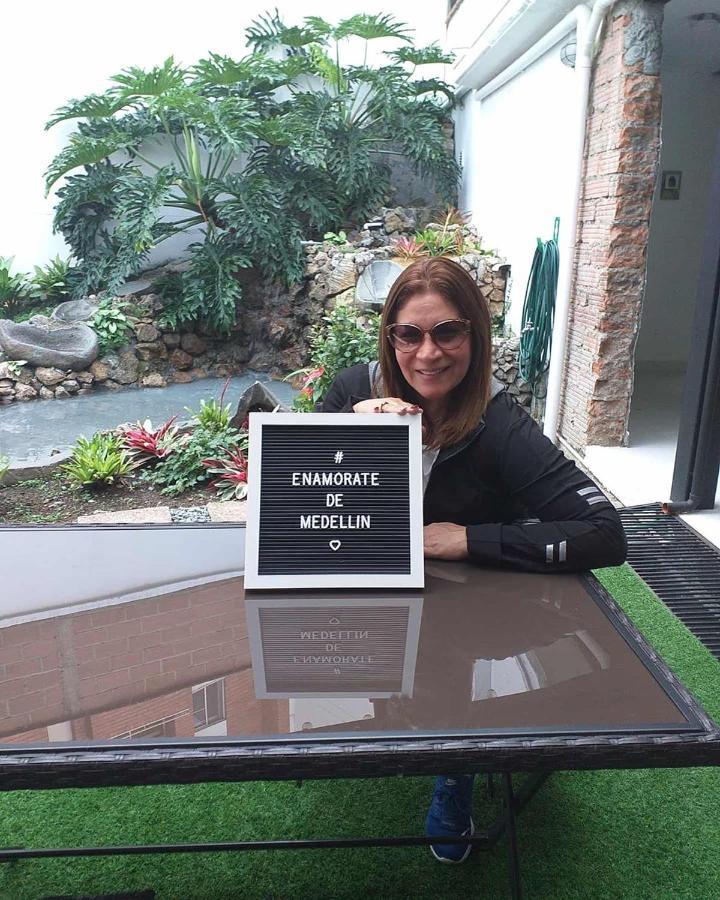 #
ENAMORATE
DE
MEDELLIN
♡